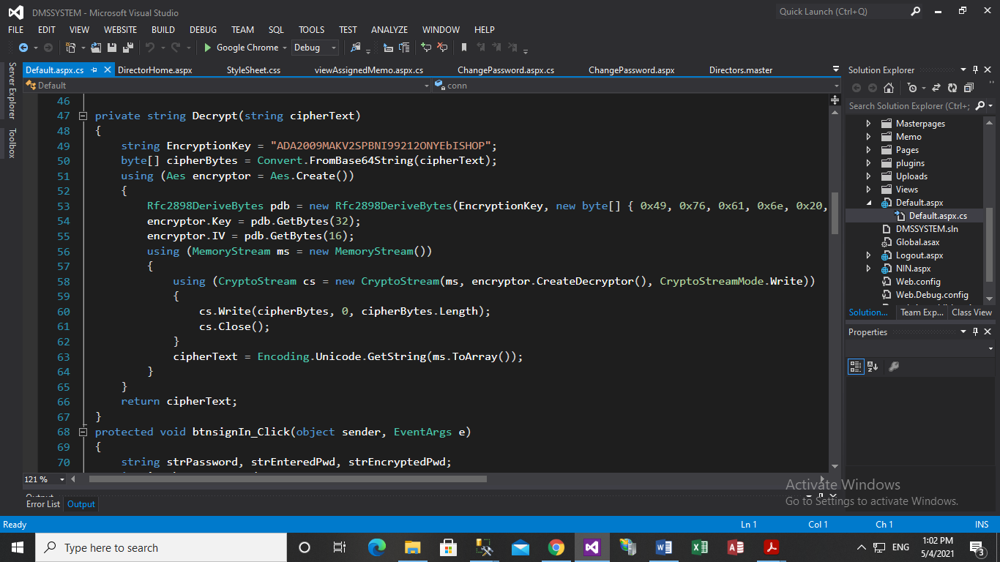 DMSSYSTEM - Microsoft Visual Studio
Quick Launch (Ctrl+Q)
FILE EDIT VIEW WEBSITE BUILD DEBUG TEAM SQL TOOLS TEST ANALYZE WINDOW HELP
Google Chrome Debug
Server Explorer
Toolbox
Default.aspx.cs DirectorHome.aspx StyleSheet.css viewAssignedMemo.aspx.cs ChangePassword.aspx.cs ChangePassword.aspx Directors.master
Default conn
46
47 private string Decrypt(string cipherText)
48 {
49 string EncryptionKey = "ADA2009MAKV2SPBNI99212ONYEbISHOP";
50 byte[] cipherBytes = Convert.FromBase64String(cipherText);
51 using (Aes encryptor = Aes.Create())
52 {
53 Rfc2898DeriveBytes pdb = new Rfc2898DeriveBytes(EncryptionKey, new byte[] { 0x49, 0x76, 0x61, 0x6e, 0x20,
54 encryptor.Key = pdb.GetBytes(32);
55 encryptor.IV = pdb.GetBytes(16);
56 using (MemoryStream ms = new MemoryStream())
57 {
58 using (CryptoStream cs = new CryptoStream(ms, encryptor.CreateDecryptor(), CryptoStreamMode.Write))
59 {
60 cs.Write(cipherBytes, 0, cipherBytes.Length);
61 cs.Close();
62 }
63 cipherText = Encoding.Unicode.GetString(ms.ToArray());
64 }
65 }
66 return cipherText;
67 }
68 protected void btnsignIn_Click(object sender, EventArgs e)
69 {
70 string strPassword, strEnteredPwd, strEncryptedPwd;
121 %
Output
Error List Output
Solution Explorer
Search Solution Explorer (Ctrl+;
Masterpages
Memo
Pages
plugins
Uploads
Views
Default.aspx
Default.aspx.cs
DMSSYSTEM.sln
Global.asax
Logout.aspx
NIN.aspx
Web.config
Web.Debug.config
Solution... Team Exp... Class View
Properties
Activate Windows
Go to Settings to activate Windows.
Ready Ln 1 Col 1 Ch 1 INS
Type here to search
ENG
1:02 PM
5/4/2021
3